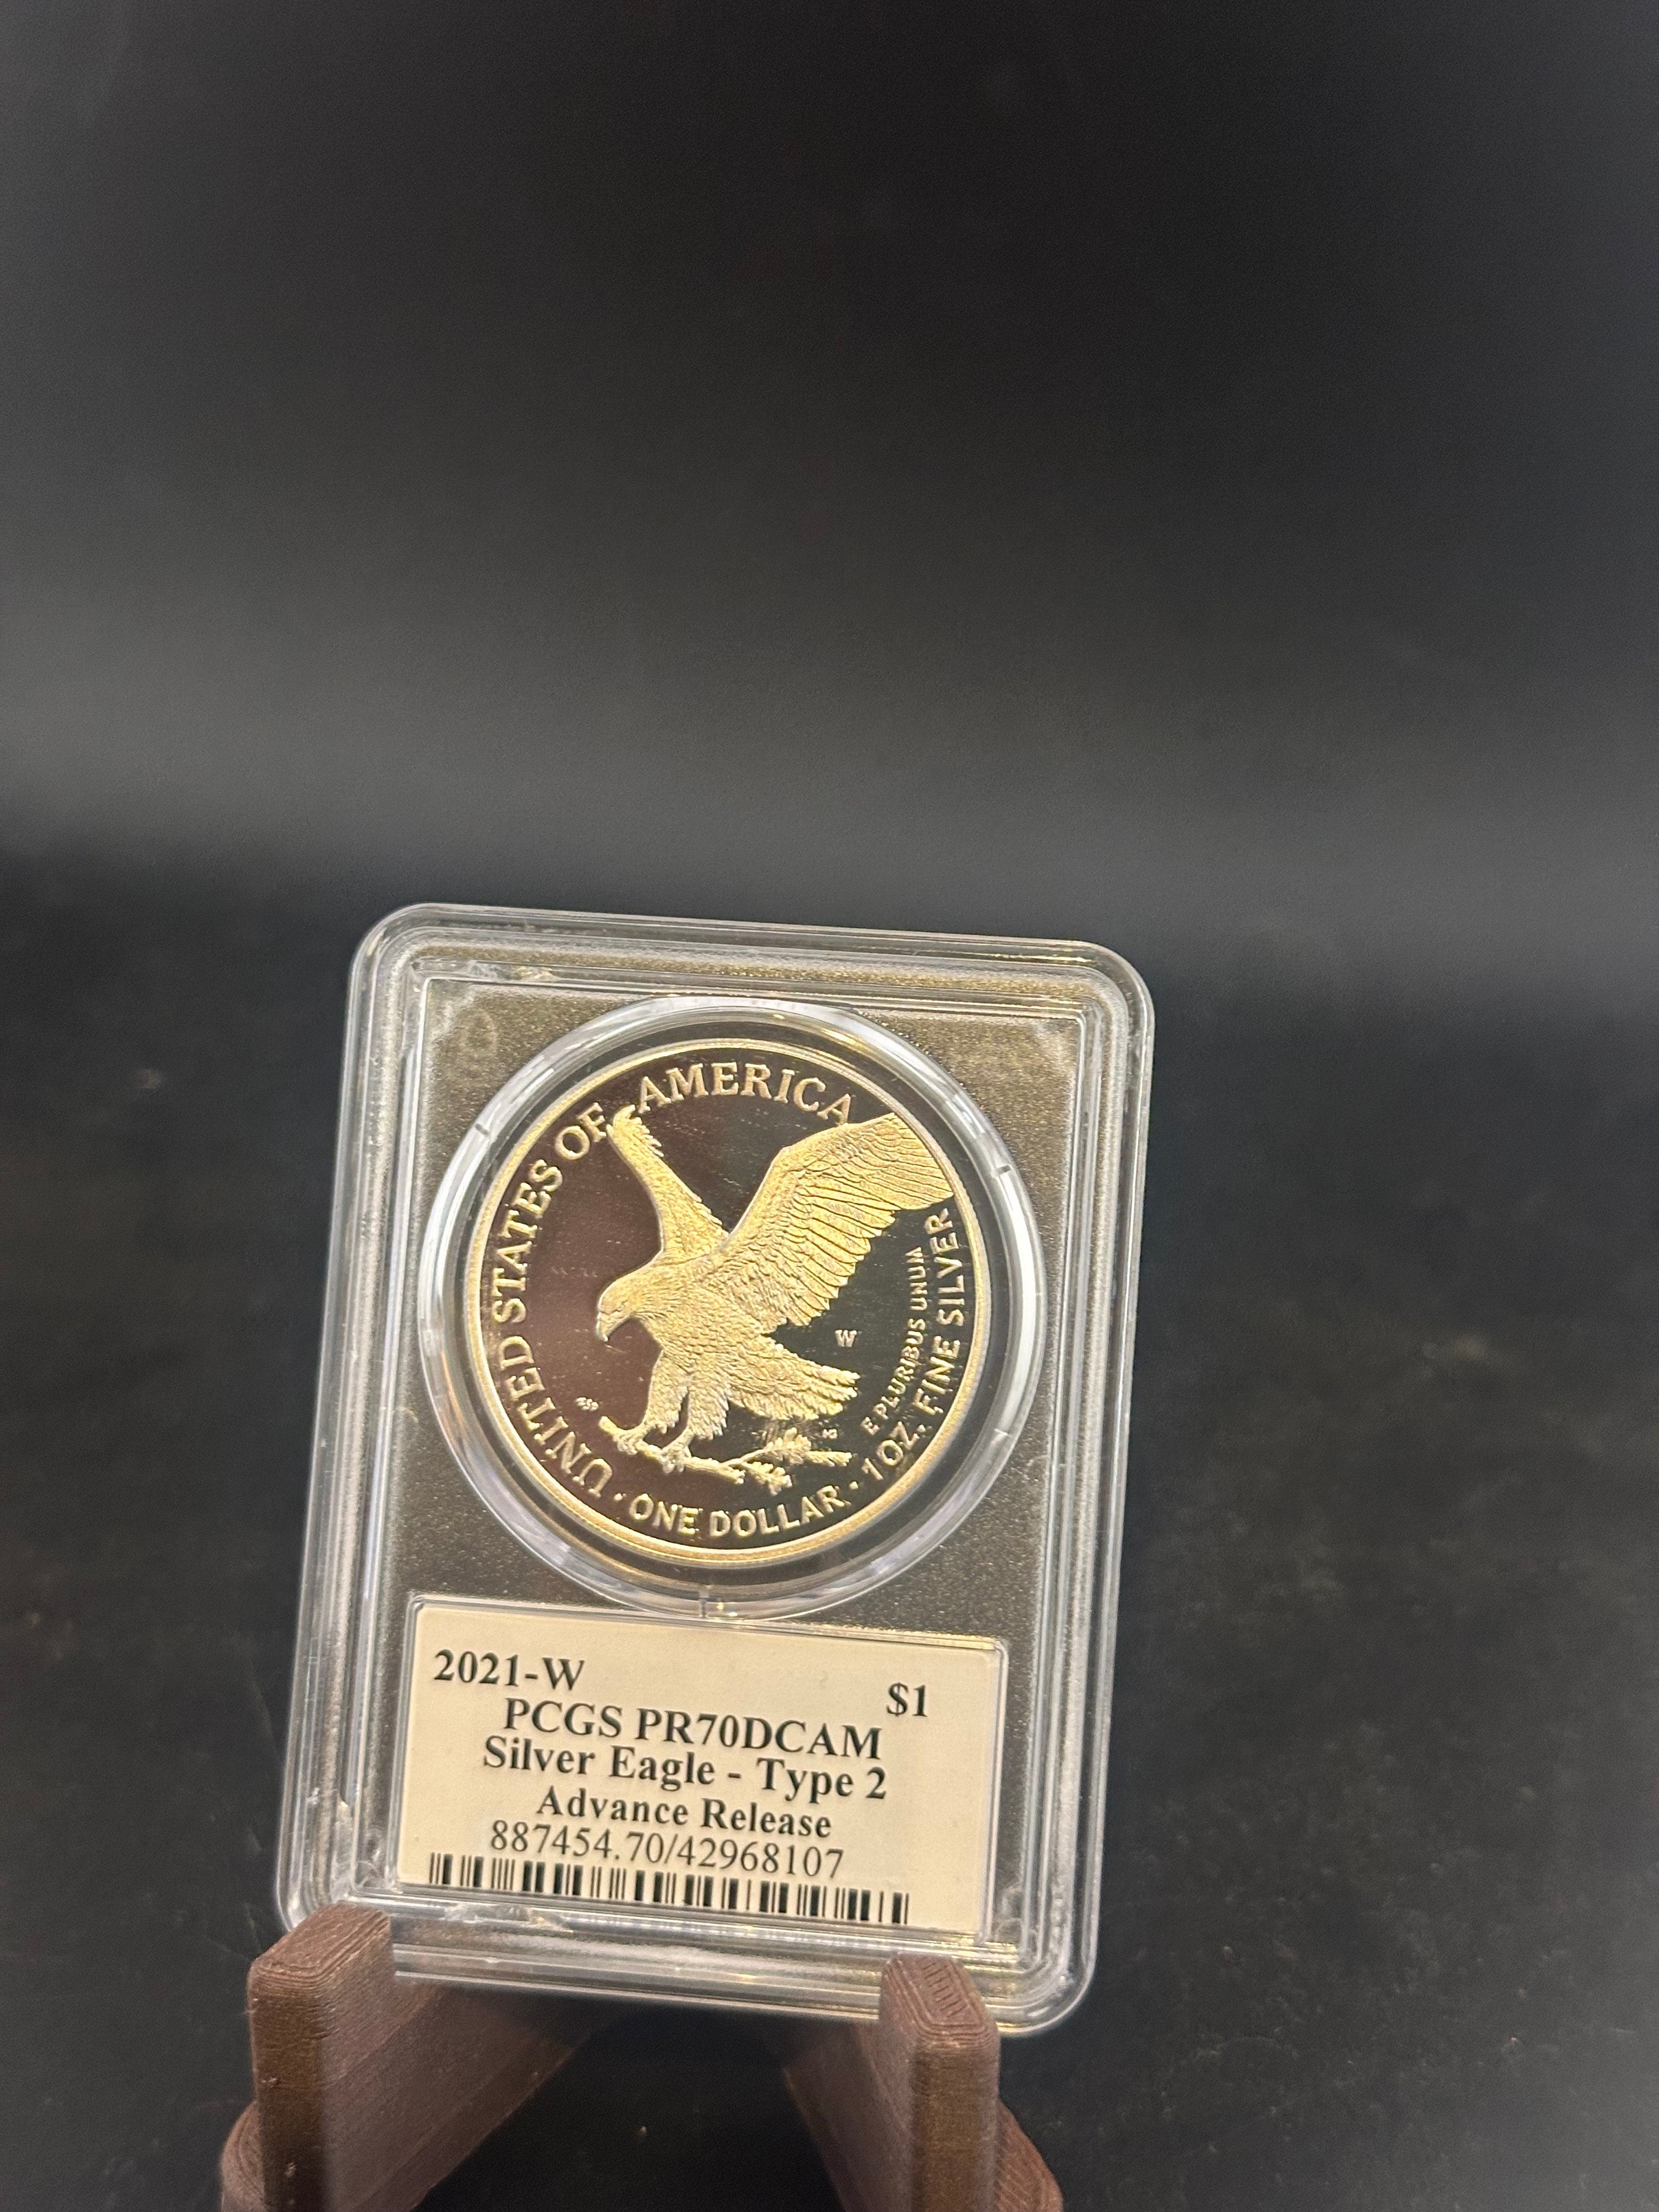 UNITED STATES OF AMERICA
W
E PLURIBUS UNUM
· ONE DOLLAR · 1 OZ. FINE SILVER
2021-W
$1
PCGS PR70DCAM
Silver Eagle - Type 2
Advance Release
887454.70/42968107